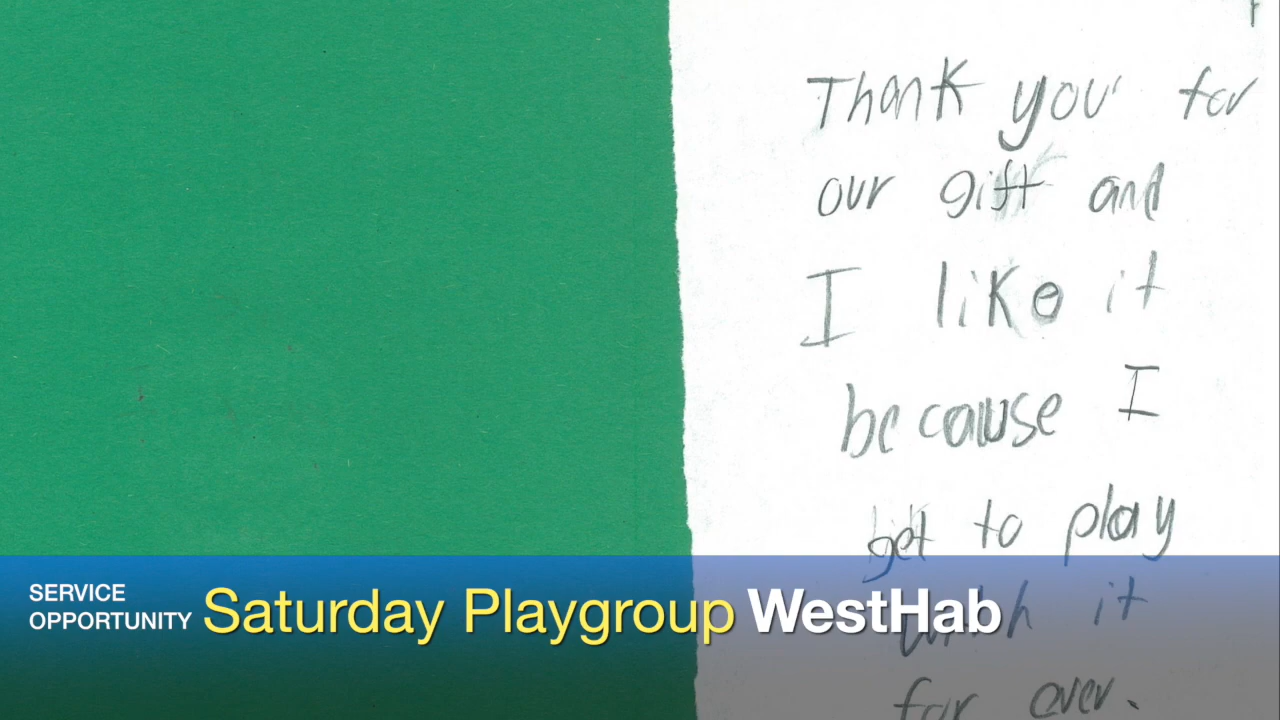 Thank you for
our gift and
I like it
because I
get to play
with it
for ever.
SERVICE
OPPORTUNITY Saturday Playgroup WestHab